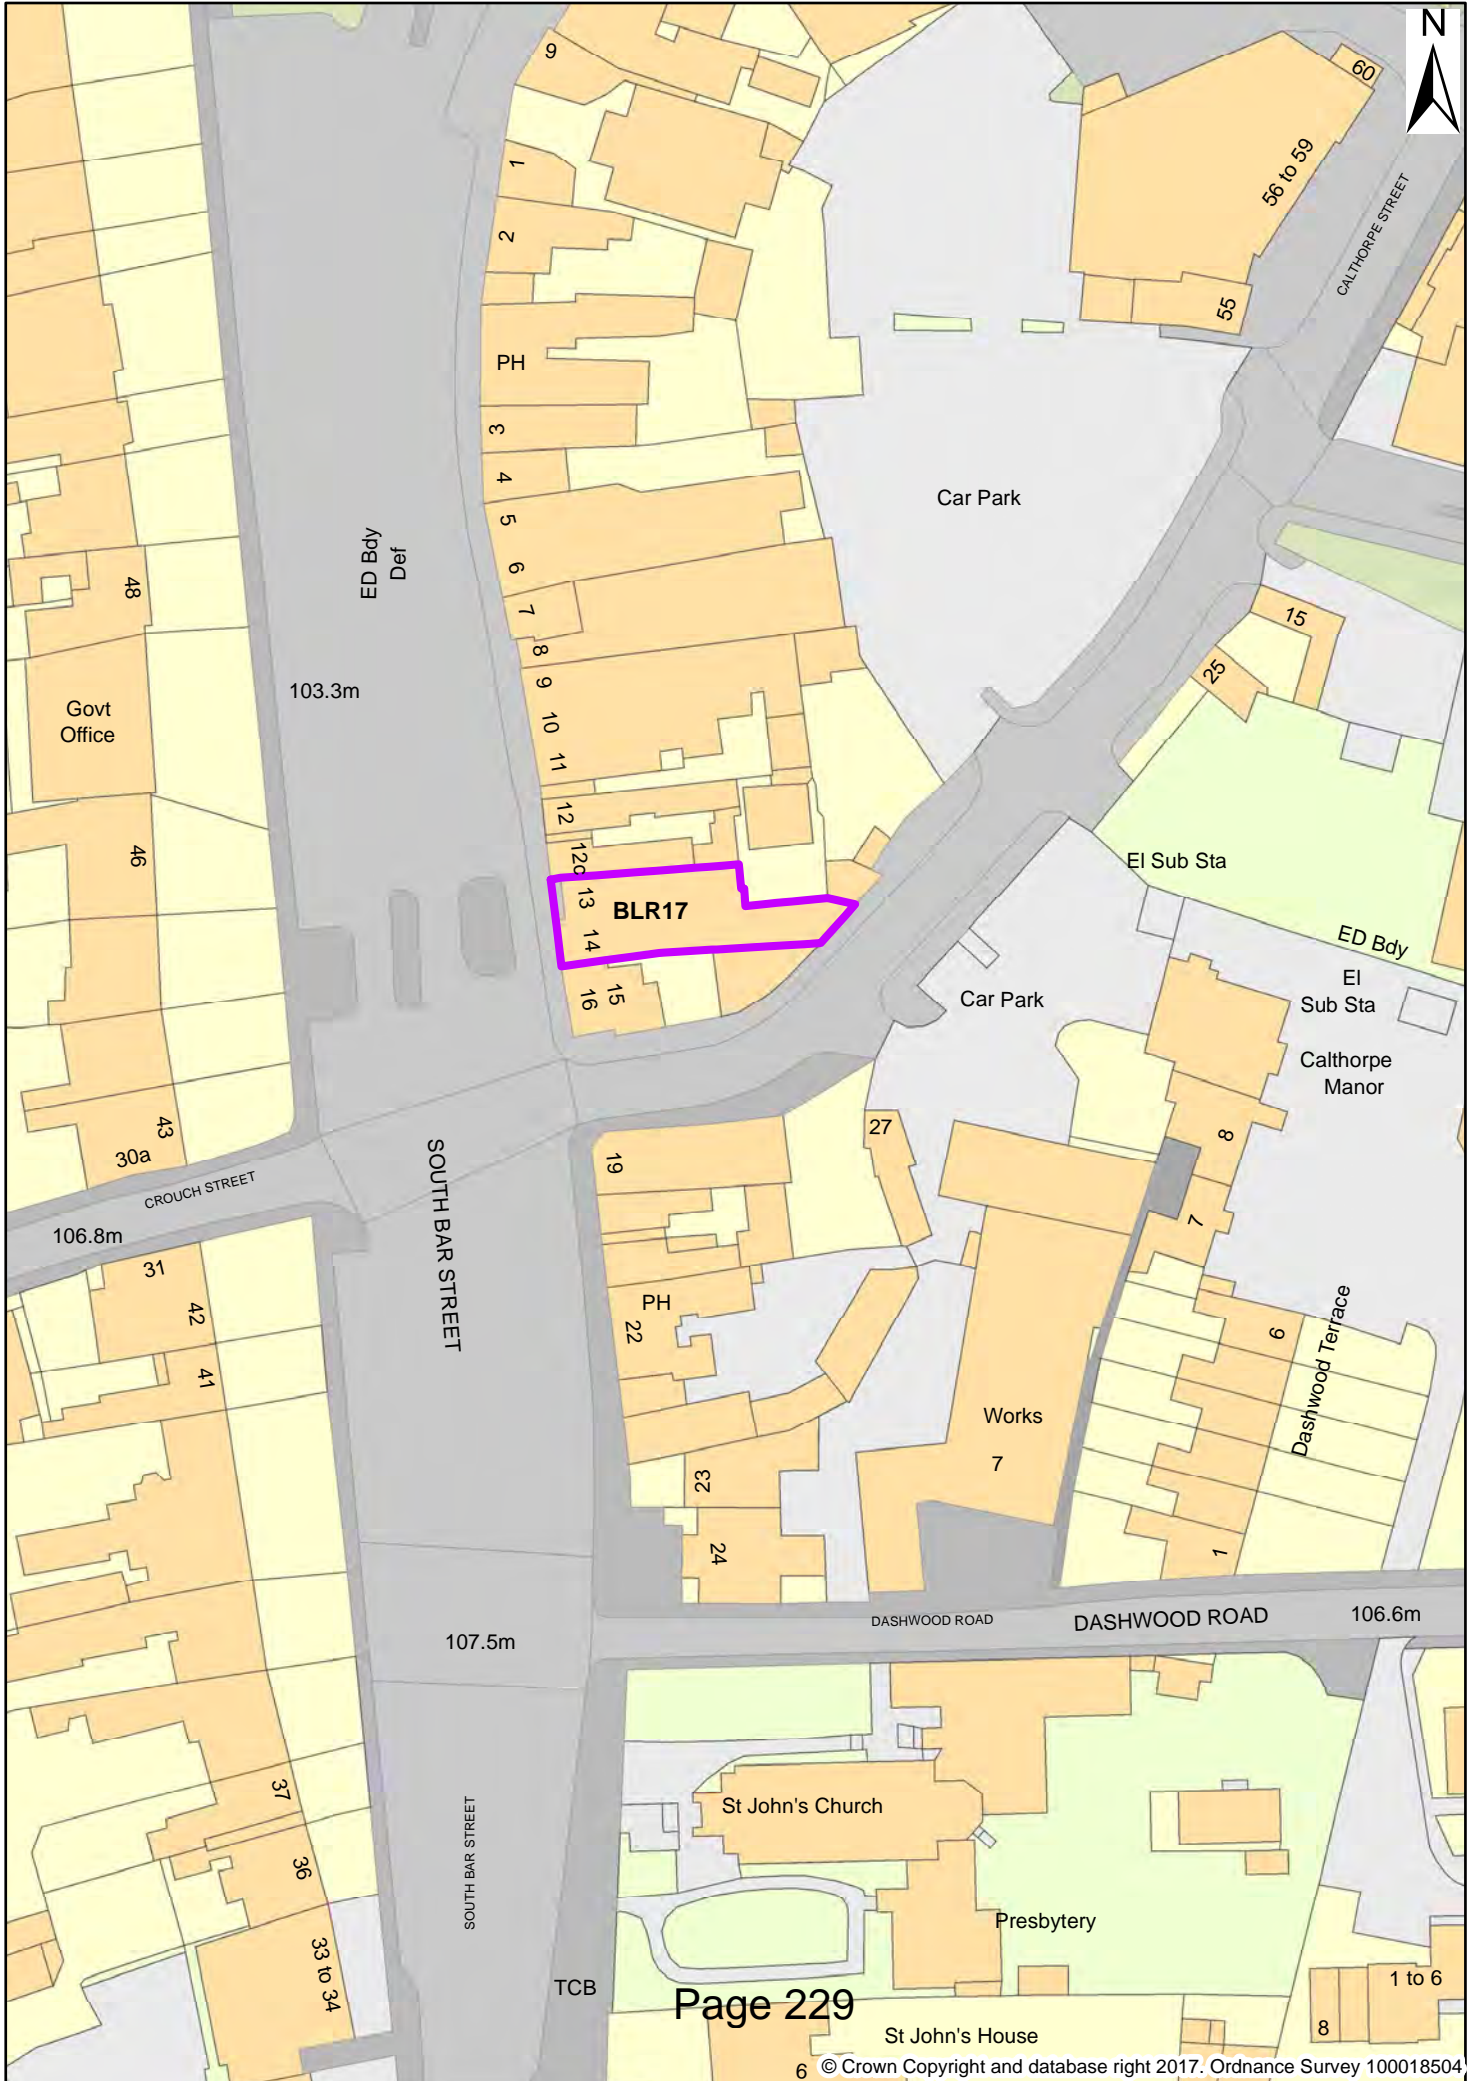 N
9
60
1
56 to 59
CALTHORPE STREET
2
55
PH
3
4
Car Park
5
ED Bdy
Def
6
48
7
15
8
25
9
103.3m
Govt
Office
10
11
12
46
12c
El Sub Sta
13
BLR17
14
ED Bdy
15
16
Car Park
El
Sub Sta
Calthorpe
Manor
43
27
8
30a
19
CROUCH STREET
SOUTH BAR STREET
7
106.8m
31
42
PH
22
6
Dashwood Terrace
41
Works
7
23
24
1
DASHWOOD ROAD
DASHWOOD ROAD
106.6m
107.5m
37
St John's Church
SOUTH BAR STREET
36
Presbytery
33 to 34
TCB
1 to 6
Page 229
8
St John's House
6
© Crown Copyright and database right 2017. Ordnance Survey 100018504